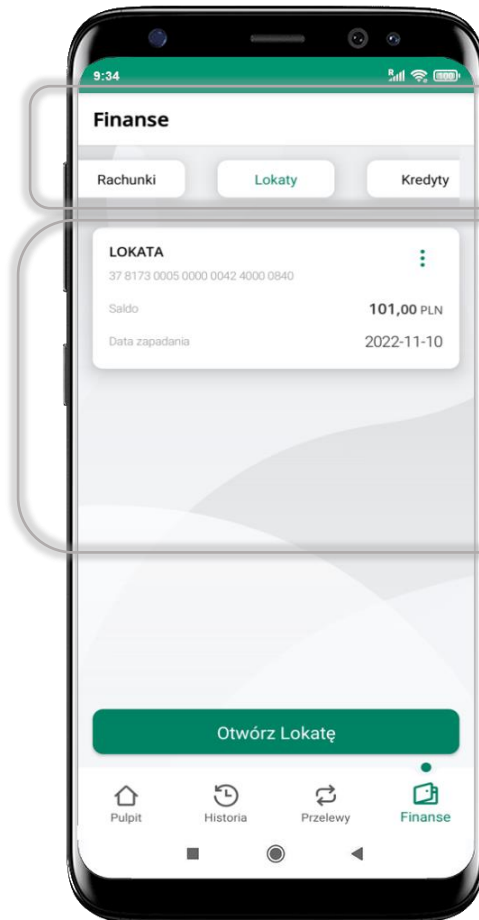 9:34
R
100
Finanse
Rachunki Lokaty Kredyty
LOKATA
37 8173 0005 0000 0042 4000 0840
Saldo 101,00 PLN
Data zapadania 2022-11-10
Otwórz Lokatę
Pulpit Historia Przelewy Finanse